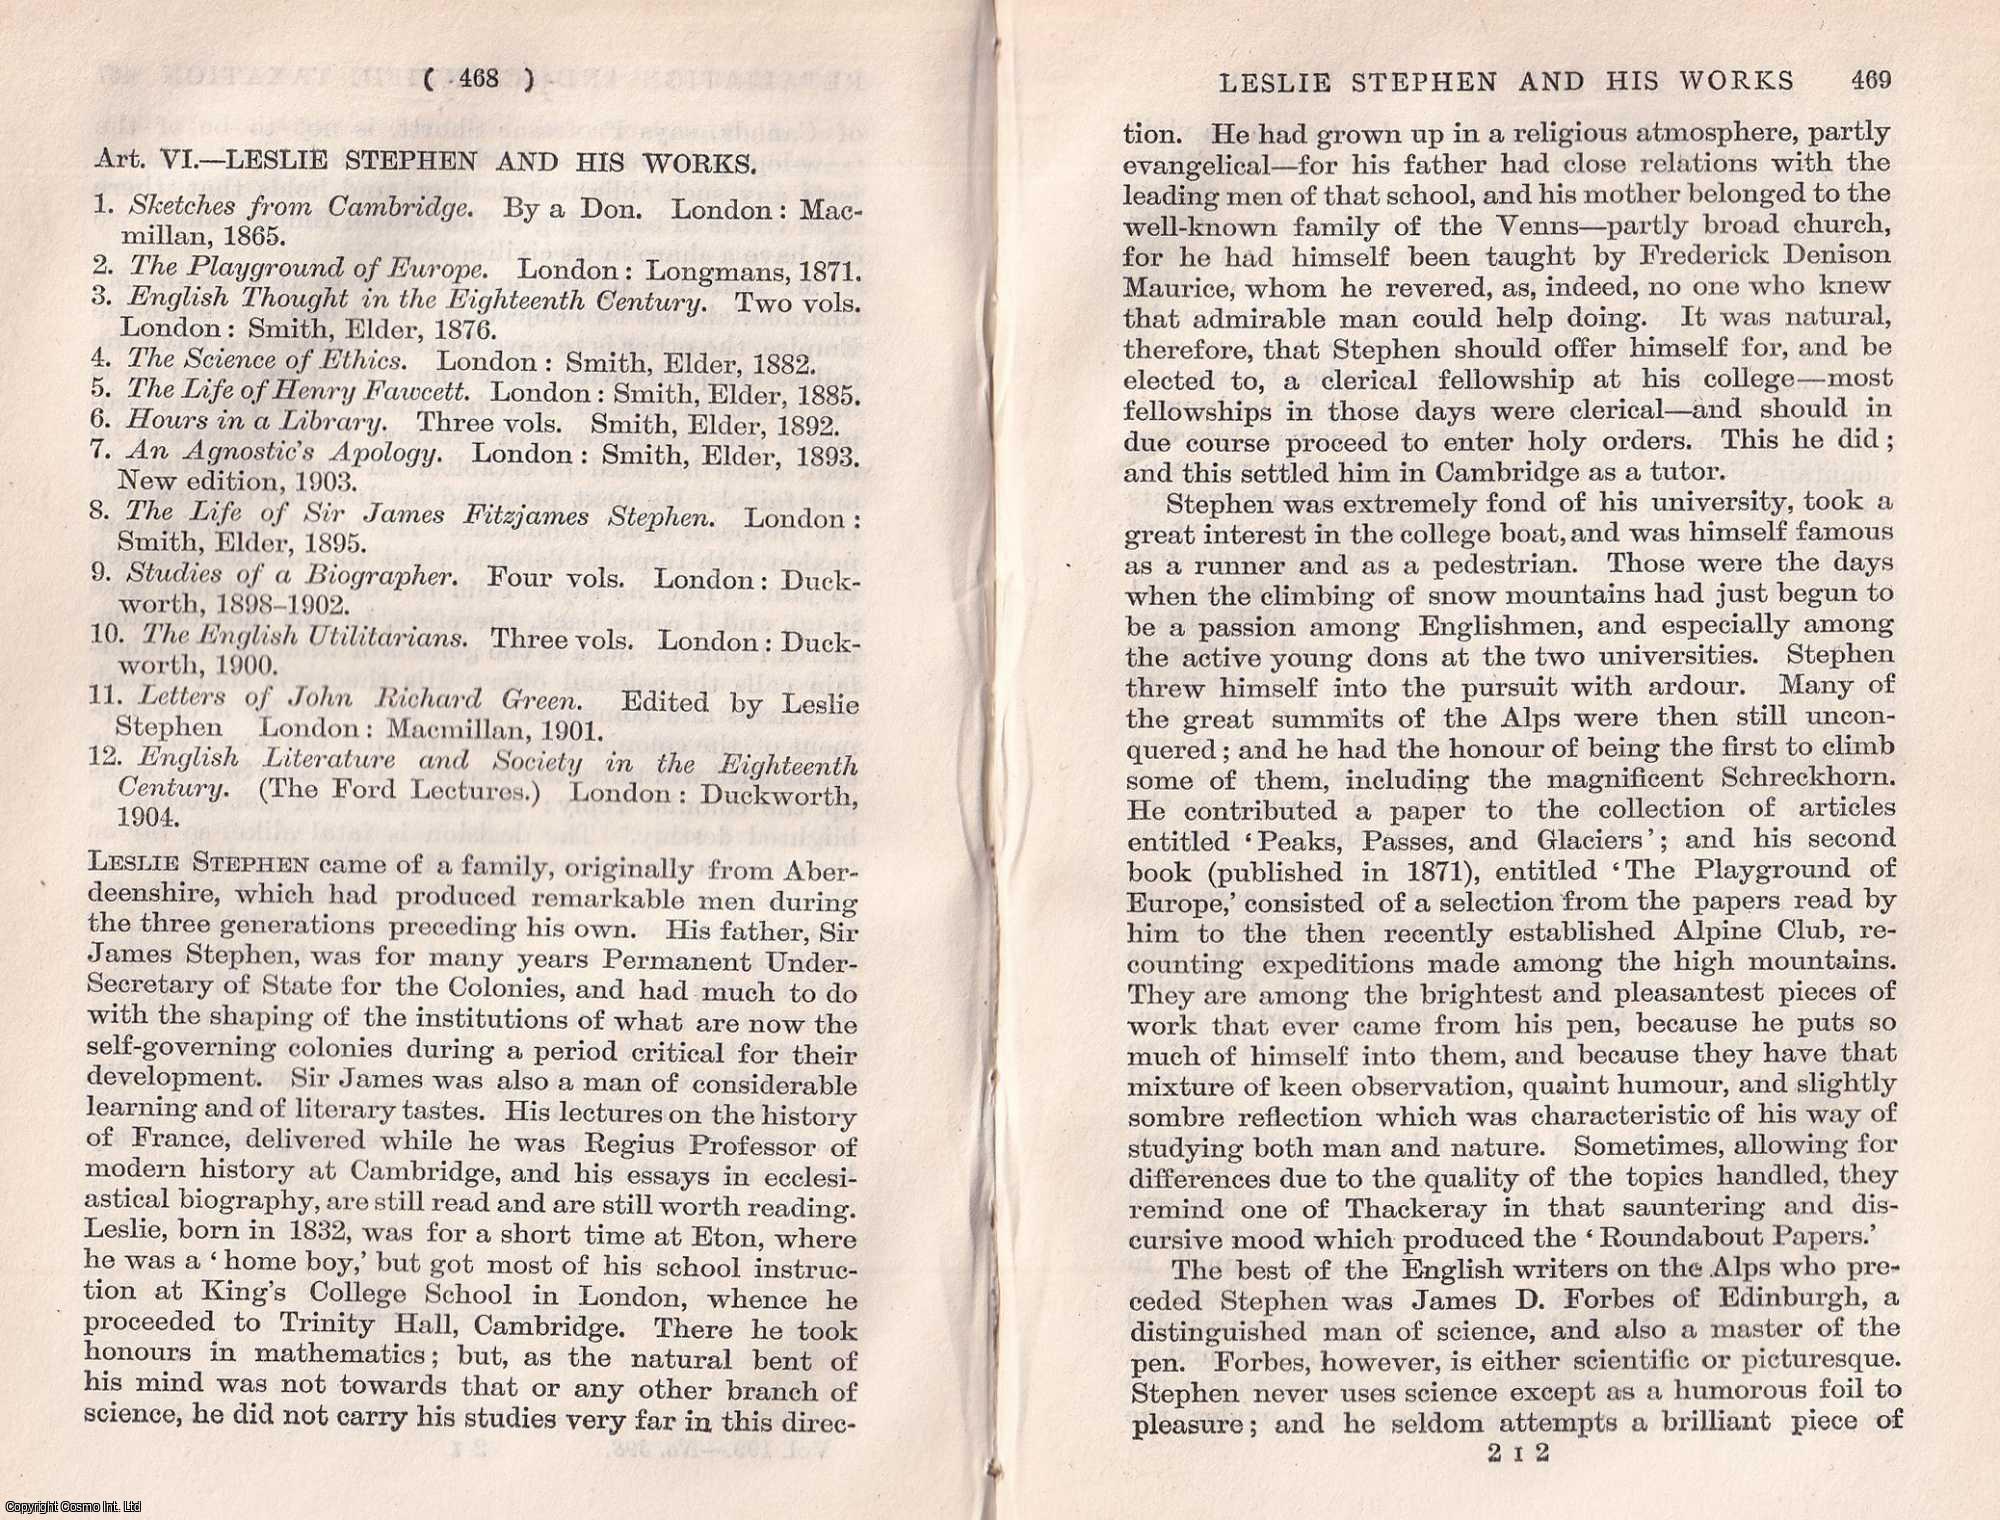 ( 468 )
Art. VI.—LESLIE STEPHEN AND HIS WORKS.
1. Sketches from Cambridge. By a Don. London: Mac-
millan, 1865.
2. The Playground of Europe. London: Longmans, 1871.
3. English Thought in the Eighteenth Century. Two vols.
London: Smith, Elder, 1876.
4. The Science of Ethics. London: Smith, Elder, 1882.
5. The Life of Henry Fawcett. London: Smith, Elder, 1885.
6. Hours in a Library. Three vols. Smith, Elder, 1892.
7. An Agnostic's Apology. London: Smith, Elder, 1893.
New edition, 1903.
8. The Life of Sir James Fitzjames Stephen. London:
Smith, Elder, 1895.
9. Studies of a Biographer. Four vols. London: Duck-
worth, 1898–1902.
10. The English Utilitarians. Three vols. London: Duck-
worth, 1900.
11. Letters of John Richard Green. Edited by Leslie
Stephen London: Macmillan, 1901.
12. English Literature and Society in the Eighteenth
Century. (The Ford Lectures.) London: Duckworth,
1904.
LESLIE STEPHEN came of a family, originally from Aber-
deenshire, which had produced remarkable men during
the three generations preceding his own. His father, Sir
James Stephen, was for many years Permanent Under-
Secretary of State for the Colonies, and had much to do
with the shaping of the institutions of what are now the
self-governing colonies during a period critical for their
development. Sir James was also a man of considerable
learning and of literary tastes. His lectures on the history
of France, delivered while he was Regius Professor of
modern history at Cambridge, and his essays in ecclesi-
astical biography, are still read and are still worth reading.
Leslie, born in 1832, was for a short time at Eton, where
he was a ‘home boy,’ but got most of his school instruc-
tion at King's College School in London, whence he
proceeded to Trinity Hall, Cambridge. There he took
honours in mathematics; but, as the natural bent of
his mind was not towards that or any other branch of
science, he did not carry his studies very far in this direc-
LESLIE STEPHEN AND HIS WORKS 469
tion. He had grown up in a religious atmosphere, partly
evangelical—for his father had close relations with the
leading men of that school, and his mother belonged to the
well-known family of the Venns—partly broad church,
for he had himself been taught by Frederick Denison
Maurice, whom he revered, as, indeed, no one who knew
that admirable man could help doing. It was natural,
therefore, that Stephen should offer himself for, and be
elected to, a clerical fellowship at his college—most
fellowships in those days were clerical—and should in
due course proceed to enter holy orders. This he did;
and this settled him in Cambridge as a tutor.
Stephen was extremely fond of his university, took a
great interest in the college boat, and was himself famous
as a runner and as a pedestrian. Those were the days
when the climbing of snow mountains had just begun to
be a passion among Englishmen, and especially among
the active young dons at the two universities. Stephen
threw himself into the pursuit with ardour. Many of
the great summits of the Alps were then still uncon-
quered; and he had the honour of being the first to climb
some of them, including the magnificent Schreckhorn.
He contributed a paper to the collection of articles
entitled ‘Peaks, Passes, and Glaciers’; and his second
book (published in 1871), entitled ‘The Playground of
Europe,’ consisted of a selection from the papers read by
him to the then recently established Alpine Club, re-
counting expeditions made among the high mountains.
They are among the brightest and pleasantest pieces of
work that ever came from his pen, because he puts so
much of himself into them, and because they have that
mixture of keen observation, quaint humour, and slightly
sombre reflection which was characteristic of his way of
studying both man and nature. Sometimes, allowing for
differences due to the quality of the topics handled, they
remind one of Thackeray in that sauntering and dis-
cursive mood which produced the ‘Roundabout Papers.’
The best of the English writers on the Alps who pre-
ceded Stephen was James D. Forbes of Edinburgh, a
distinguished man of science, and also a master of the
pen. Forbes, however, is either scientific or picturesque.
Stephen never uses science except as a humorous foil to
pleasure; and he seldom attempts a brilliant piece of
2 I 2
Copyright Cosmo Int. Ltd